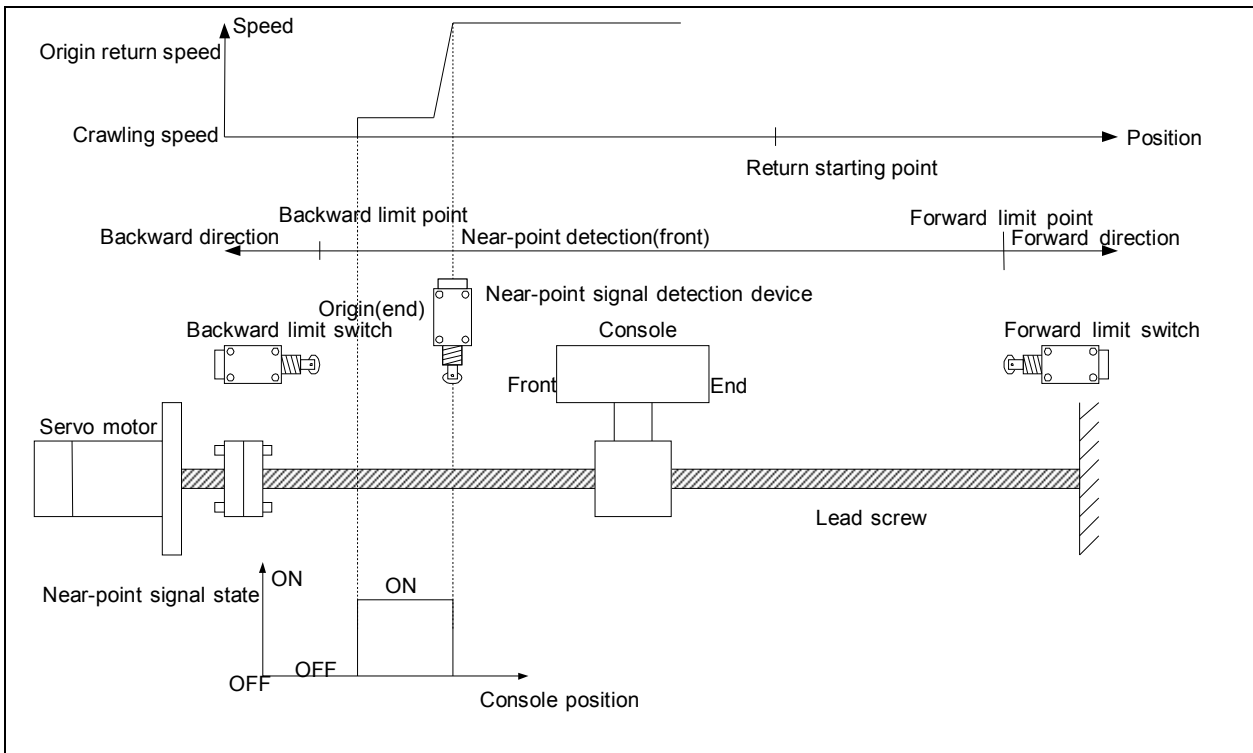 Speed
Origin return speed
Crawling speed
Position
Return starting point
Backward limit point
Forward limit point
Backward direction
Near-point detection(front)
Forward direction
Near-point signal detection device
Origin(end)
Backward limit switch
Console
Forward limit switch
Front
End
Servo motor
Lead screw
ON
ON
Near-point signal state
OFF
OFF
Console position